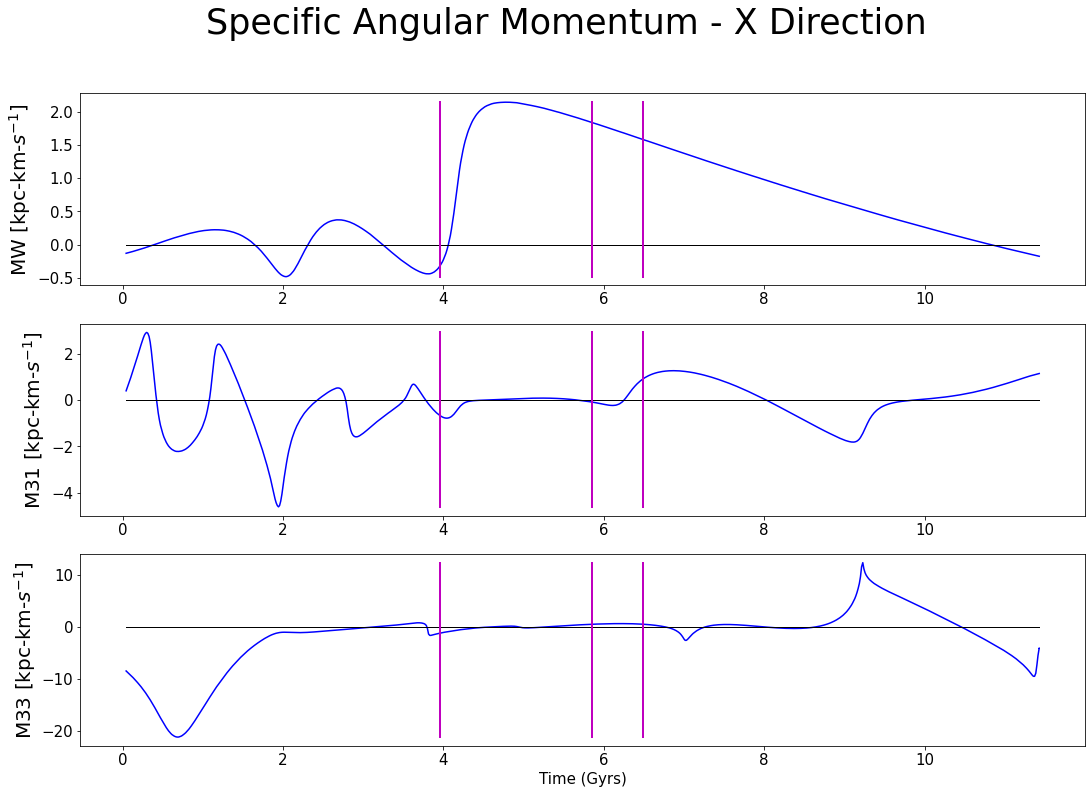 Specific Angular Momentum - X Direction
MW [kpc-km-s⁻¹]
2.0
1.5
1.0
0.5
0.0
−0.5
0 2 4 6 8 10
M31 [kpc-km-s⁻¹]
2
0
−2
−4
0 2 4 6 8 10
M33 [kpc-km-s⁻¹]
10
0
−10
−20
0 2 4 6 8 10
Time (Gyrs)